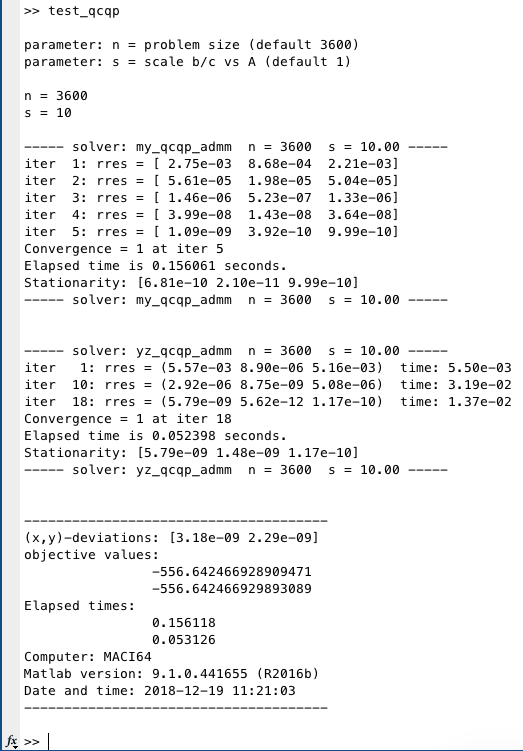 >> test_qcqp
parameter: n = problem size (default 3600)
parameter: s = scale b/c vs A (default 1)
n = 3600
s = 10
----- solver: my_qcqp_admm  n = 3600  s = 10.00 -----
iter  1: rres = [ 2.75e-03  8.68e-04  2.21e-03]
iter  2: rres = [ 5.61e-05  1.98e-05  5.04e-05]
iter  3: rres = [ 1.46e-06  5.23e-07  1.33e-06]
iter  4: rres = [ 3.99e-08  1.43e-08  3.64e-08]
iter  5: rres = [ 1.09e-09  3.92e-10  9.99e-10]
Convergence = 1 at iter 5
Elapsed time is 0.156061 seconds.
Stationarity: [6.81e-10 2.10e-11 9.99e-10]
----- solver: my_qcqp_admm  n = 3600  s = 10.00 -----
----- solver: yz_qcqp_admm  n = 3600  s = 10.00 -----
iter   1: rres = (5.57e-03 8.90e-06 5.16e-03)  time: 5.50e-03
iter  10: rres = (2.92e-06 8.75e-09 5.08e-06)  time: 3.19e-02
iter  18: rres = (5.79e-09 5.62e-12 1.17e-10)  time: 1.37e-02
Convergence = 1 at iter 18
Elapsed time is 0.052398 seconds.
Stationarity: [5.79e-09 1.48e-09 1.17e-10]
----- solver: yz_qcqp_admm  n = 3600  s = 10.00 -----
-------------------------------------
(x,y)-deviations: [3.18e-09 2.29e-09]
objective values:
-556.642466928909471
-556.642466929893089
Elapsed times:
0.156118
0.053126
Computer: MACI64
Matlab version: 9.1.0.441655 (R2016b)
Date and time: 2018-12-19 11:21:03
-------------------------------------
fx >>